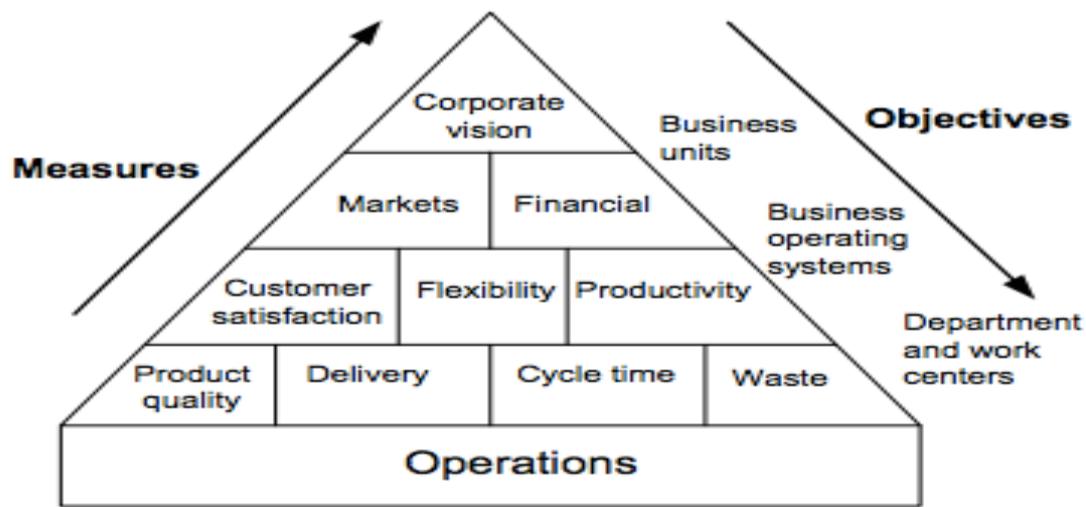 Corporate
vision
Business
units
Objectives
Measures
Markets
Financial
Business
operating
systems
Customer
satisfaction
Flexibility
Productivity
Department
and work
centers
Product
quality
Delivery
Cycle time
Waste
Operations